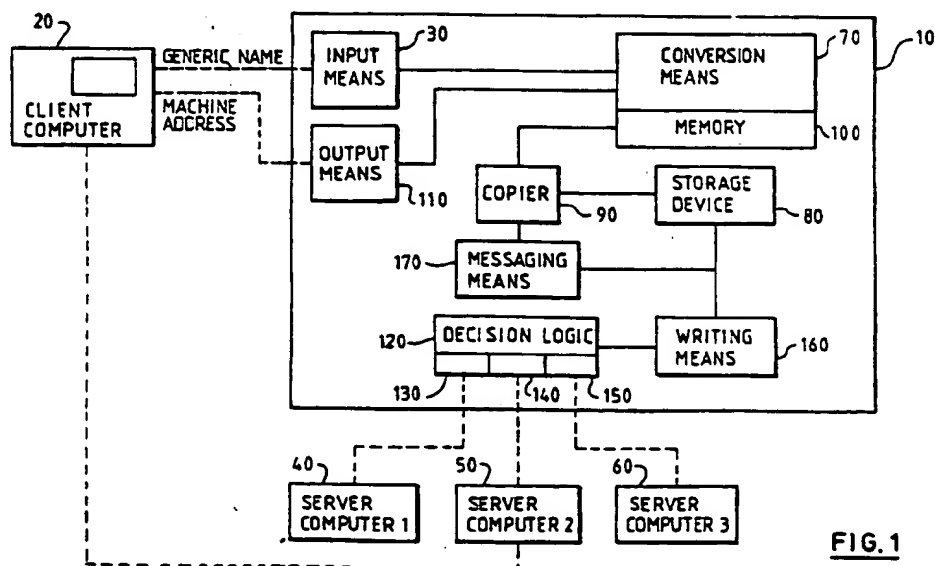 20
CLIENT
COMPUTER
GENERIC NAME
MACHINE
ADDRESS
30
INPUT
MEANS
OUTPUT
MEANS
110
70
10
CONVERSION
MEANS
MEMORY
100
COPIER
90
STORAGE
DEVICE
80
170
MESSAGING
MEANS
120
DECISION LOGIC
130
140
150
WRITING
MEANS
160
40
SERVER
COMPUTER 1
50
SERVER
COMPUTER 2
60
SERVER
COMPUTER 3
FIG.1